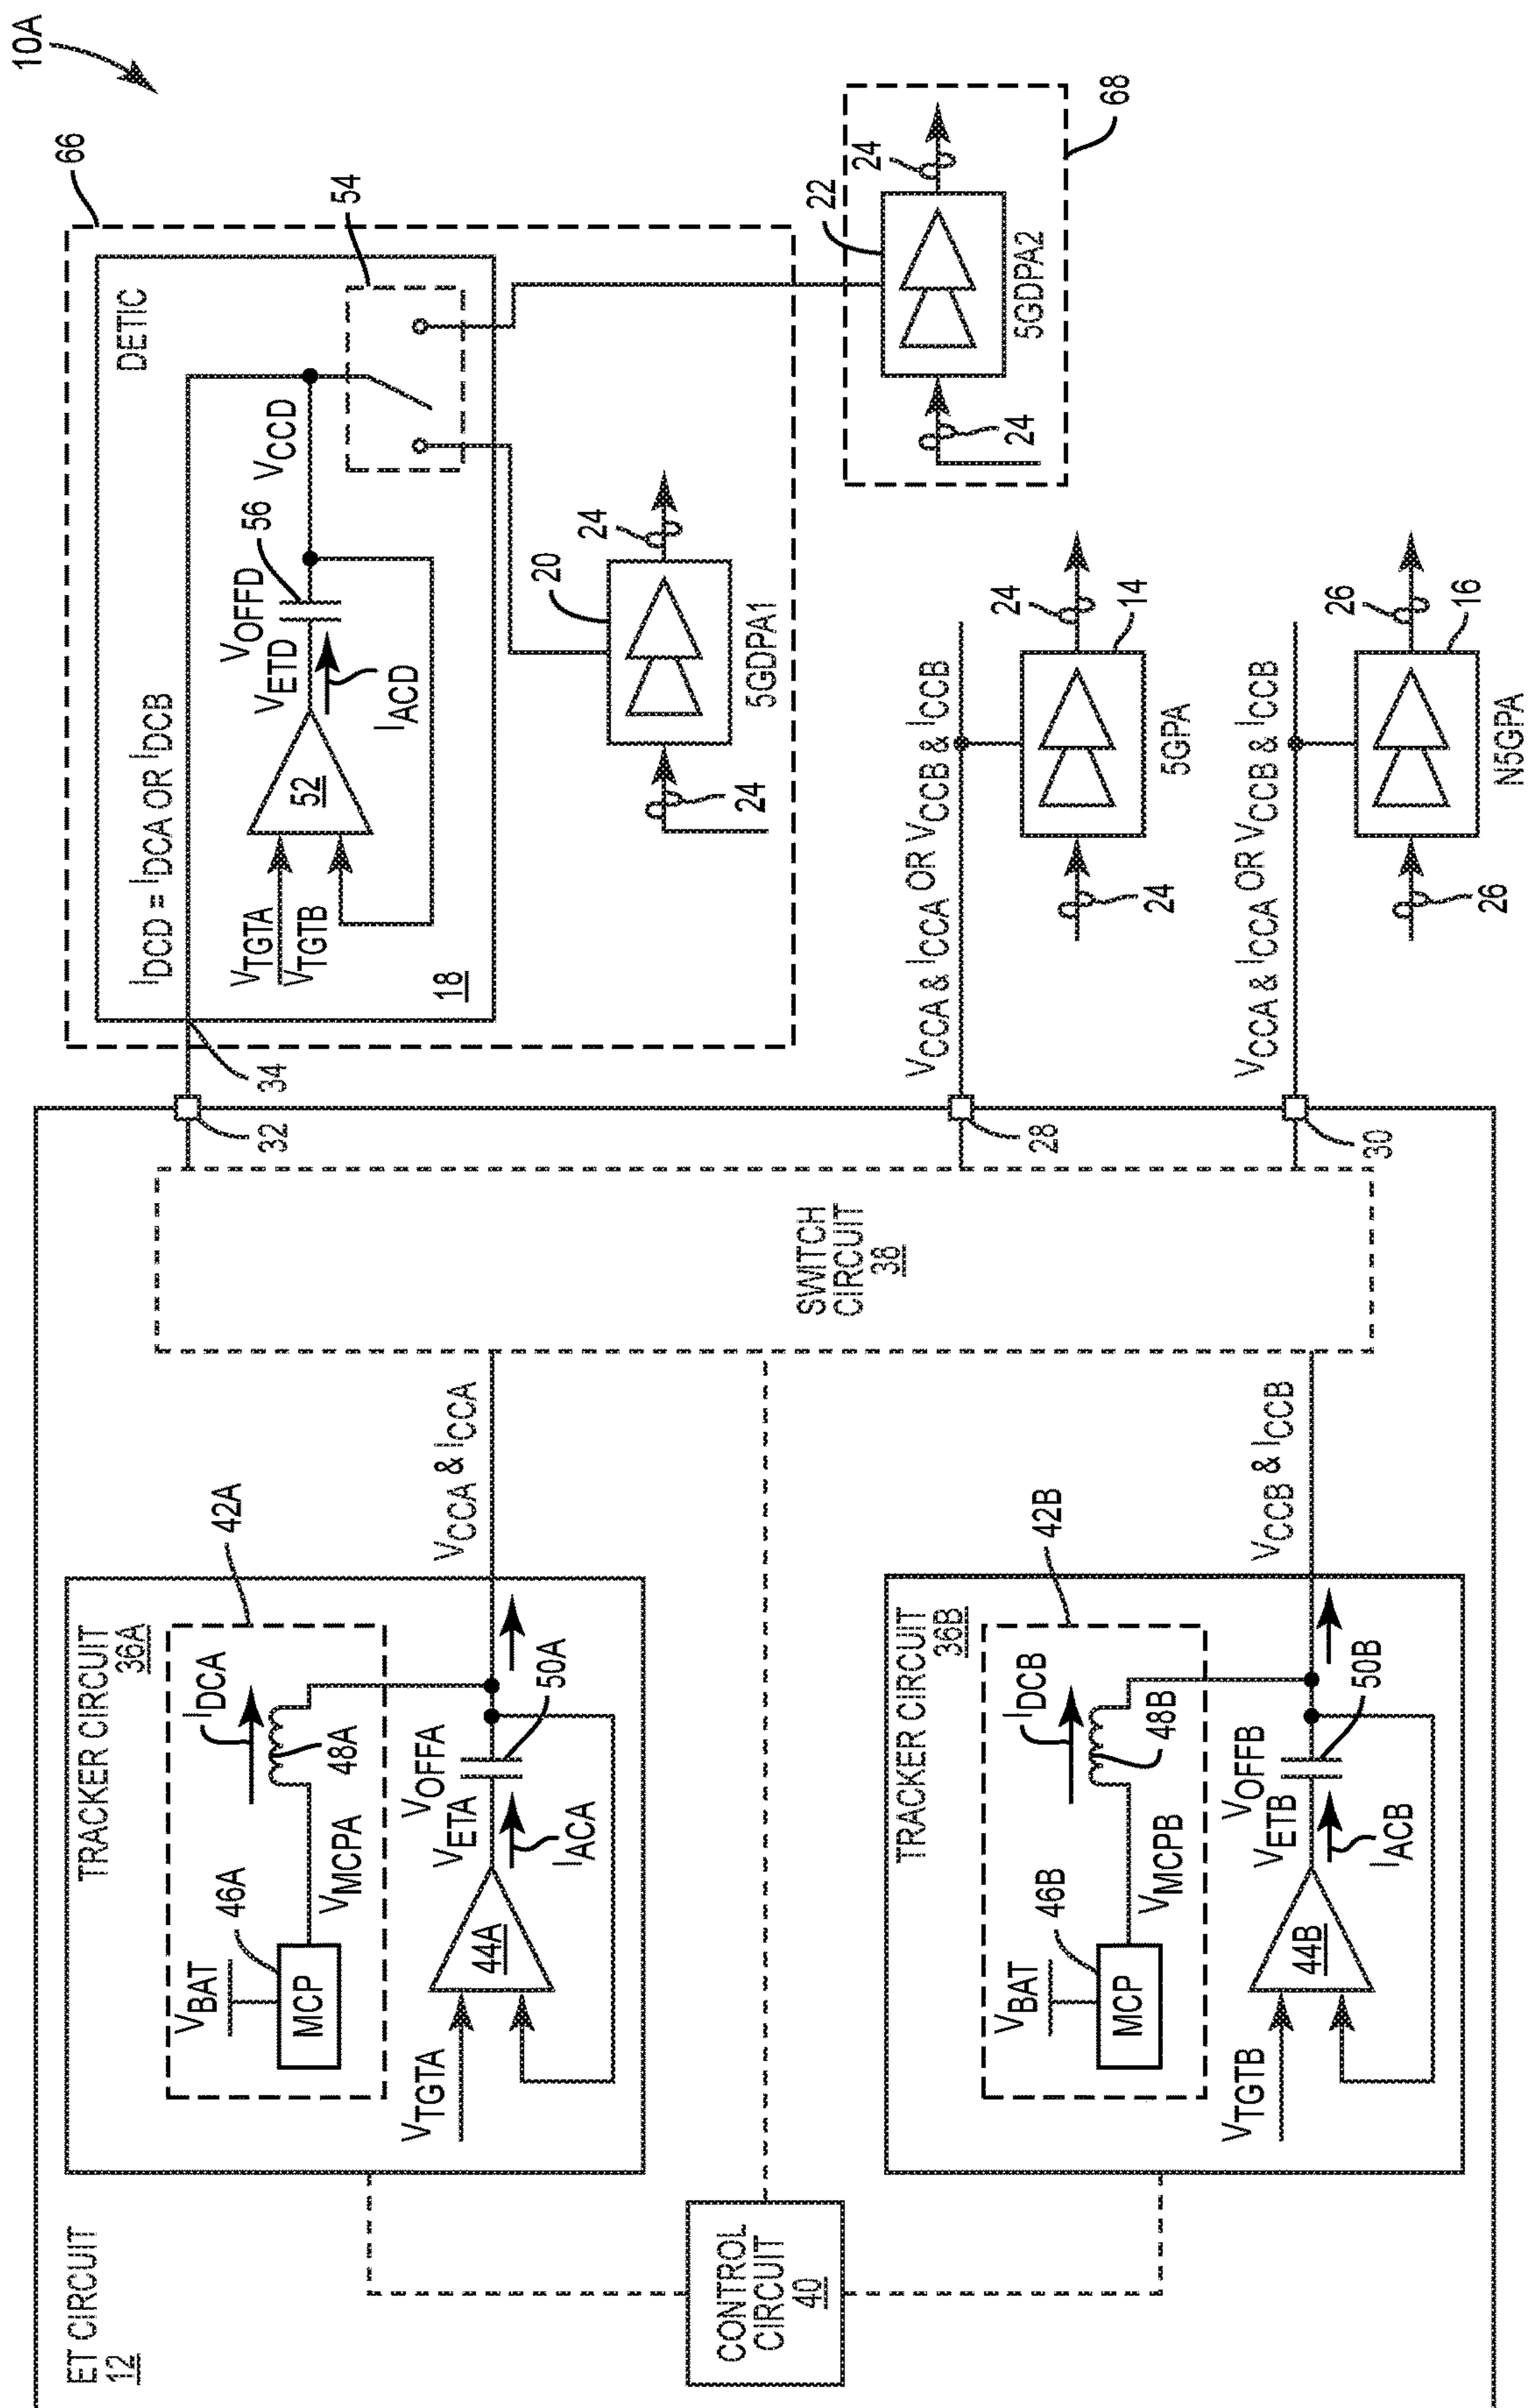 10A
ET CIRCUIT
12
TRACKER CIRCUIT
36A
42A
46A
VBAT
MCP
VMCPA
IDCA
48A
VTGTA
44A
VETA
VOFFA
IACA
50A
VCCA & ICCA
CONTROL
CIRCUIT
40
TRACKER CIRCUIT
36B
42B
46B
VBAT
MCP
VMCPB
IDCB
48B
VTGTB
44B
VETB
VOFFB
IACB
50B
VCCB & ICCB
SWITCH
CIRCUIT
38
32
34
28
30
66
DETIC
IDCD = IDCA OR IDCB
VTGTA
VTGTB
52
VETD
VOFFD
56
IACD
VCCD
54
18
24
20
24
5GDPA1
22
24
24
5GDPA2
68
VCCA & ICCA OR VCCB & ICCB
24
24
14
5GPA
VCCA & ICCA OR VCCB & ICCB
26
26
16
N5GPA